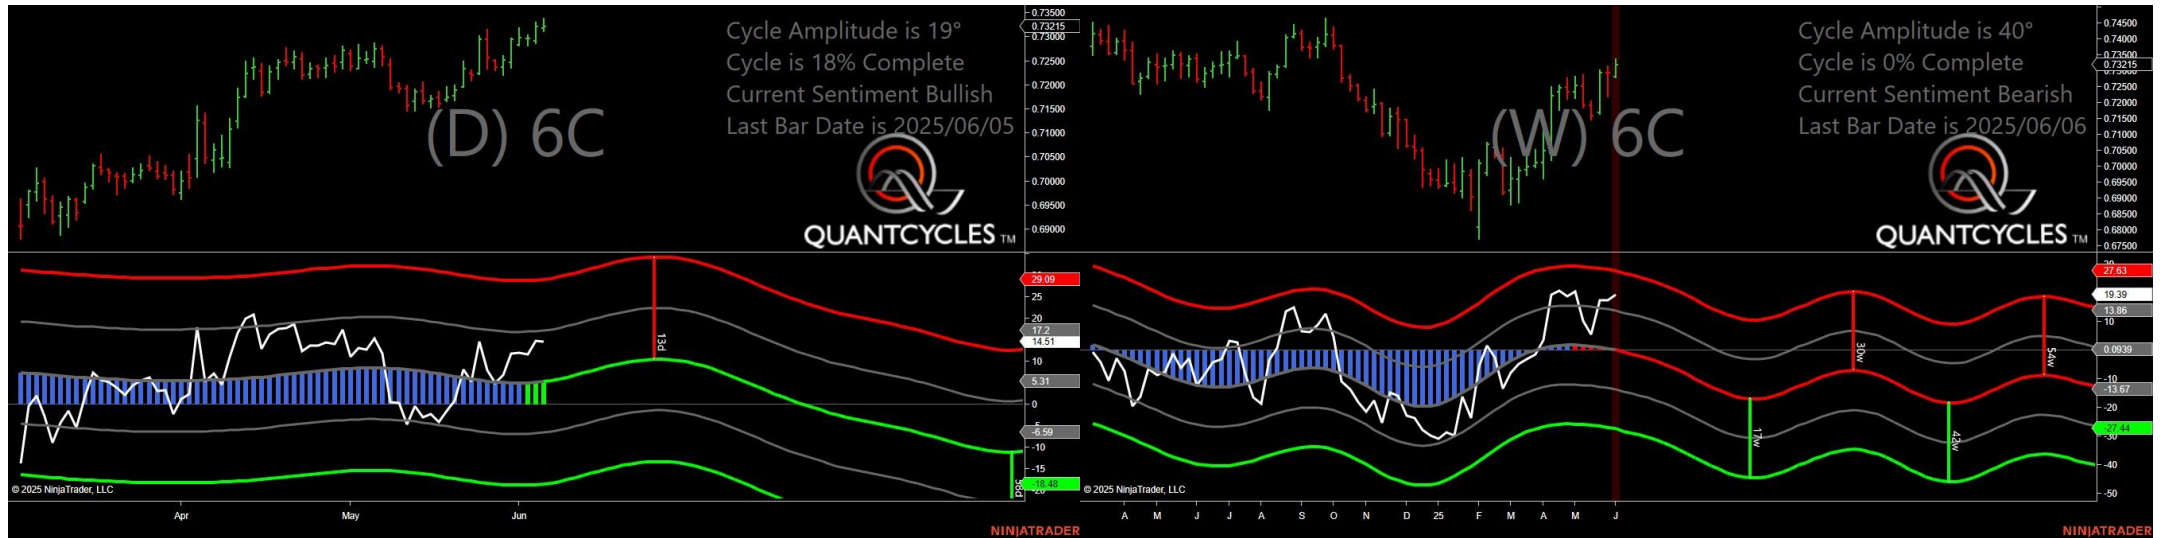 Cycle Amplitude is 19°
Cycle is 18% Complete
Current Sentiment Bullish
Last Bar Date is 2025/06/05
(D) 6C
QUANTCYCLES TM
0.73500
0.73215
0.73000
0.72500
0.72000
0.71500
0.71000
0.70500
0.70000
0.69500
0.69000
29.09
25
20
17.2
14.51
10
5.31
0
-6.59
-10
-15
-18.48
13d
58d
© 2025 NinjaTrader, LLC
Apr May Jun
NINJATRADER
Cycle Amplitude is 40°
Cycle is 0% Complete
Current Sentiment Bearish
Last Bar Date is 2025/06/06
(W) 6C
QUANTCYCLES TM
0.74500
0.74000
0.73500
0.73215
0.72500
0.72000
0.71500
0.71000
0.70500
0.70000
0.69500
0.69000
0.68500
0.68000
0.67500
27.63
19.39
13.86
10
0.0939
-10
-13.67
-20
-27.44
-30
-40
-50
17w
30w
42w
54w
© 2025 NinjaTrader, LLC
A M J J A S O N D 25 F M A M J
NINJATRADER